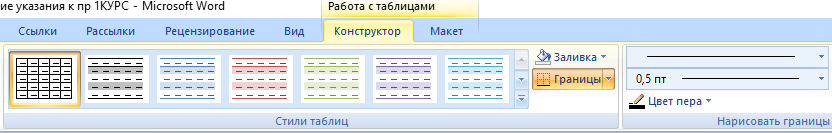 ие указания к пр 1КУРС - Microsoft Word
Работа с таблицами
Ссылки Рассылки Рецензирование Вид Конструктор Макет
Заливка
Границы
0,5 пт
Цвет пера
Стили таблиц
Нарисовать границы